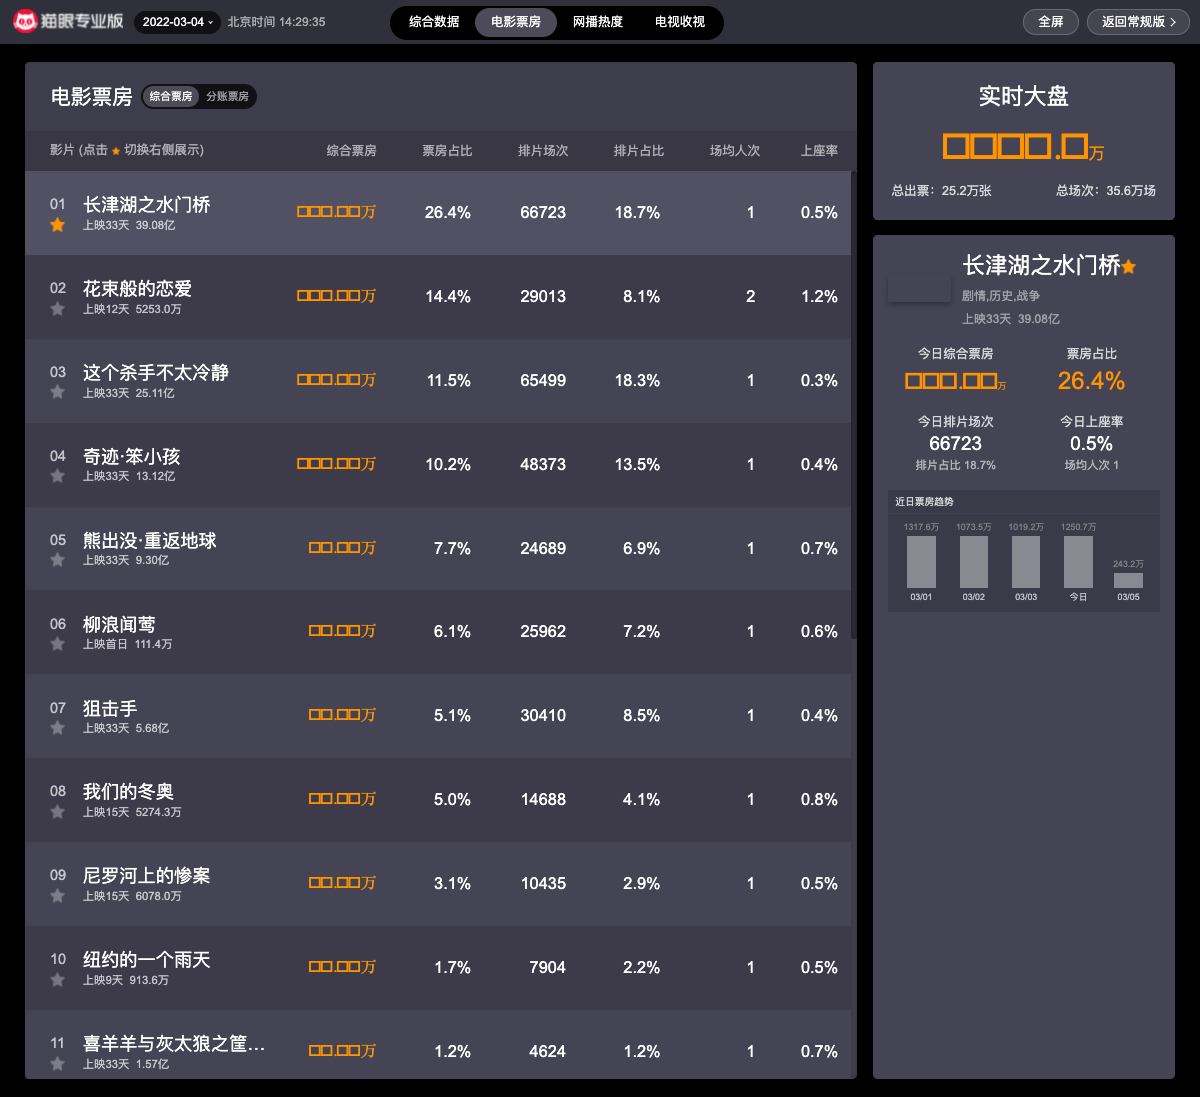 猫眼专业版 2022-03-04 北京时间 14:29:35 综合数据 电影票房 网播热度 电视收视 全屏 返回常规版
电影票房 综合票房 分账票房
影片 (点击 ★ 切换右侧展示) 综合票房 票房占比 排片场次 排片占比 场均人次 上座率
01 长津湖之水门桥 □□□.□□万 26.4% 66723 18.7% 1 0.5%
★ 上映33天 39.08亿
02 花束般的恋爱 □□□.□□万 14.4% 29013 8.1% 2 1.2%
★ 上映12天 5253.0万
03 这个杀手不太冷静 □□□.□□万 11.5% 65499 18.3% 1 0.3%
★ 上映33天 25.11亿
04 奇迹·笨小孩 □□□.□□万 10.2% 48373 13.5% 1 0.4%
★ 上映33天 13.12亿
05 熊出没·重返地球 □□.□□万 7.7% 24689 6.9% 1 0.7%
★ 上映33天 9.30亿
06 柳浪闻莺 □□.□□万 6.1% 25962 7.2% 1 0.6%
★ 上映首日 111.4万
07 狙击手 □□.□□万 5.1% 30410 8.5% 1 0.4%
★ 上映33天 5.68亿
08 我们的冬奥 □□.□□万 5.0% 14688 4.1% 1 0.8%
★ 上映15天 5274.3万
09 尼罗河上的惨案 □□.□□万 3.1% 10435 2.9% 1 0.5%
★ 上映15天 6078.0万
10 纽约的一个雨天 □□.□□万 1.7% 7904 2.2% 1 0.5%
★ 上映9天 913.6万
11 喜羊羊与灰太狼之筐... □□.□□万 1.2% 4624 1.2% 1 0.7%
★ 上映33天 1.57亿
实时大盘
□□□□.□万
总出票：25.2万张 总场次：35.6万场
长津湖之水门桥★
剧情,历史,战争
上映33天 39.08亿
今日综合票房 票房占比
□□□.□□万 26.4%
今日排片场次 今日上座率
66723 0.5%
排片占比 18.7% 场均人次 1
近日票房趋势
1317.6万 1073.5万 1019.2万 1250.7万 243.2万
03/01 03/02 03/03 今日 03/05